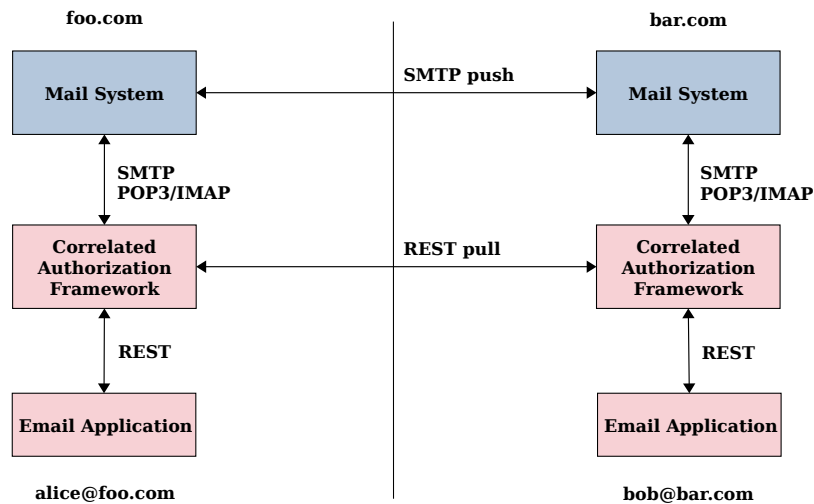 foo.com
bar.com
Mail System
SMTP push
Mail System
SMTP
POP3/IMAP
SMTP
POP3/IMAP
Correlated
Authorization
Framework
REST pull
Correlated
Authorization
Framework
REST
REST
Email Application
Email Application
alice@foo.com
bob@bar.com